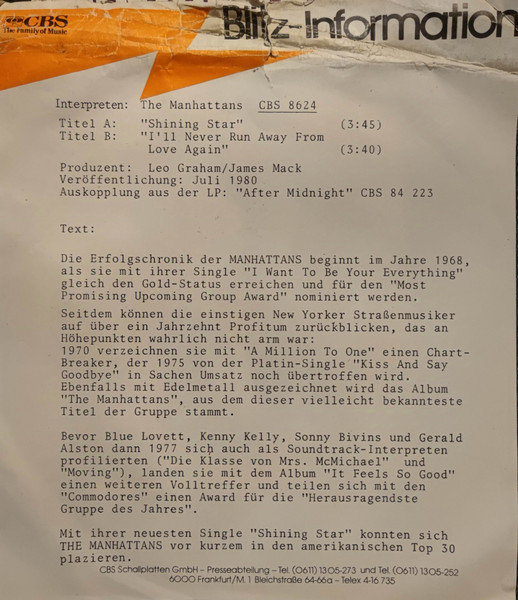 CBS
The Family of Music
Blitz-Information
Interpreten: The Manhattans CBS 8624
Titel A: "Shining Star" (3:45)
Titel B: "I'll Never Run Away From
Love Again" (3:40)
Produzent: Leo Graham/James Mack
Veröffentlichung: Juli 1980
Auskopplung aus der LP: "After Midnight" CBS 84 223
Text:
Die Erfolgschronik der MANHATTANS beginnt im Jahre 1968,
als sie mit ihrer Single "I Want To Be Your Everything"
gleich den Gold-Status erreichen und für den "Most
Promising Upcoming Group Award" nominiert werden.
Seitdem können die einstigen New Yorker Straßenmusiker
auf über ein Jahrzehnt Profitum zurückblicken, das an
Höhepunkten wahrlich nicht arm war:
1970 verzeichnen sie mit "A Million To One" einen Chart-
Breaker, der 1975 von der Platin-Single "Kiss And Say
Goodbye" in Sachen Umsatz noch übertroffen wird.
Ebenfalls mit Edelmetall ausgezeichnet wird das Album
"The Manhattans", aus dem dieser vielleicht bekannteste
Titel der Gruppe stammt.
Bevor Blue Lovett, Kenny Kelly, Sonny Bivins und Gerald
Alston dann 1977 sich auch als Soundtrack-Interpreten
profilierten ("Die Klasse von Mrs. McMichael" und
"Moving"), landen sie mit dem Album "It Feels So Good"
einen weiteren Volltreffer und teilen sich mit den
"Commodores" einen Award für die "Herausragendste
Gruppe des Jahres".
Mit ihrer neuesten Single "Shining Star" konnten sich
THE MANHATTANS vor kurzem in den amerikanischen Top 30
plazieren.
CBS Schallplatten GmbH – Presseabteilung – Tel. (0611) 1305-273 und Tel. (0611) 1305-252
6000 Frankfurt/M. 1 Bleichstraße 64-66a – Telex 4-16 735